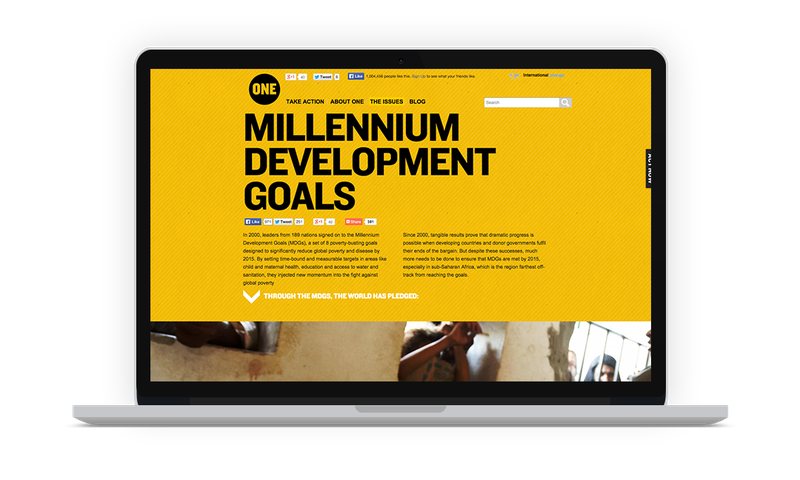 ONE
Tweet
Like
1,004,458 people like this. Sign Up to see what your friends like.
International
TAKE ACTION ABOUT ONE THE ISSUES BLOG
Search
MILLENNIUM
DEVELOPMENT
GOALS
Like Tweet 251 Share 381
In 2000, leaders from 189 nations signed on to the Millennium
Development Goals (MDGs), a set of 8 poverty-busting goals
designed to significantly reduce global poverty and disease by
2015. By setting time-bound and measurable targets in areas like
child and maternal health, education and access to water and
sanitation, they injected new momentum into the fight against
global poverty
Since 2000, tangible results prove that dramatic progress is
possible when developing countries and donor governments fulfil
their ends of the bargain. But despite these successes, much
more needs to be done to ensure that MDGs are met by 2015,
especially in sub-Saharan Africa, which is the region farthest off-
track from reaching the goals.
THROUGH THE MDGS, THE WORLD HAS PLEDGED: